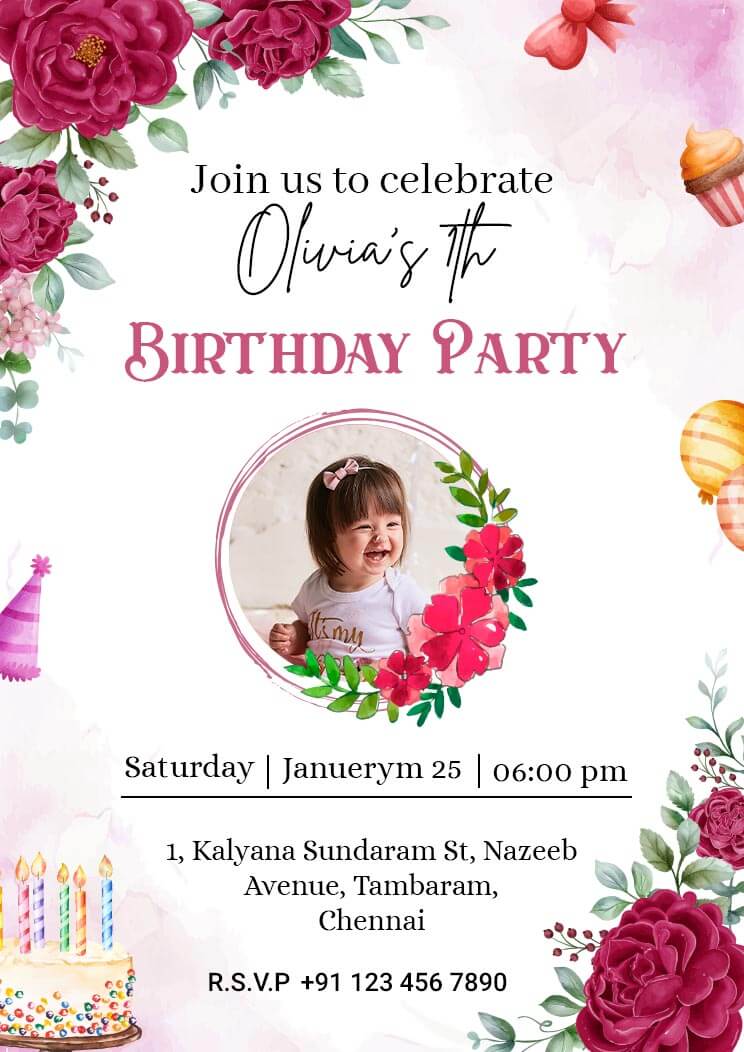 Join us to celebrate
Olivia's 1th
Birthday Party
Saturday | Januerym 25 | 06:00 pm
1, Kalyana Sundaram St, Nazeeb
Avenue, Tambaram,
Chennai
R.S.V.P +91 123 456 7890